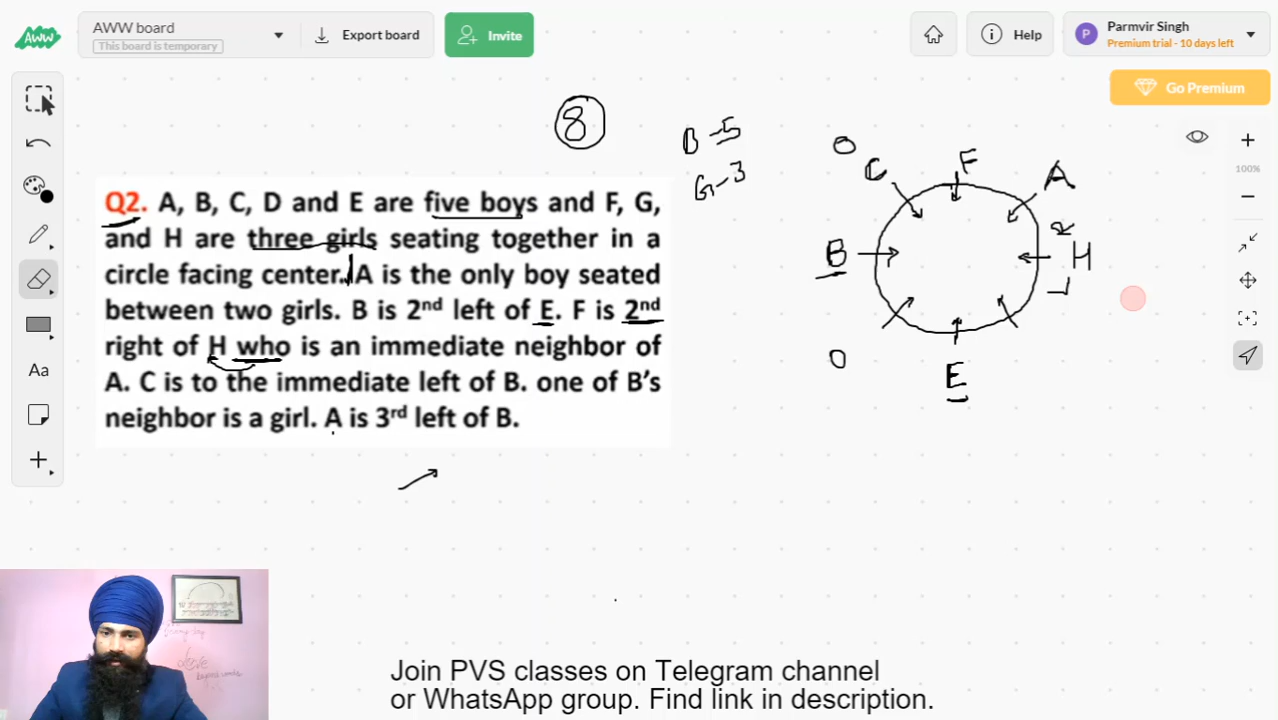 AWW
AWW board
This board is temporary
Export board
Invite
Help
P
Parmvir Singh
Premium trial - 10 days left
Go Premium
8
B - 5
G - 3
100%
Q2. A, B, C, D and E are five boys and F, G,
and H are three girls seating together in a
circle facing center. A is the only boy seated
between two girls. B is 2nd left of E. F is 2nd
right of H who is an immediate neighbor of
A. C is to the immediate left of B. one of B's
neighbor is a girl. A is 3rd left of B.
C
F
A
B
H
E
Aa
Join PVS classes on Telegram channel
or WhatsApp group. Find link in description.